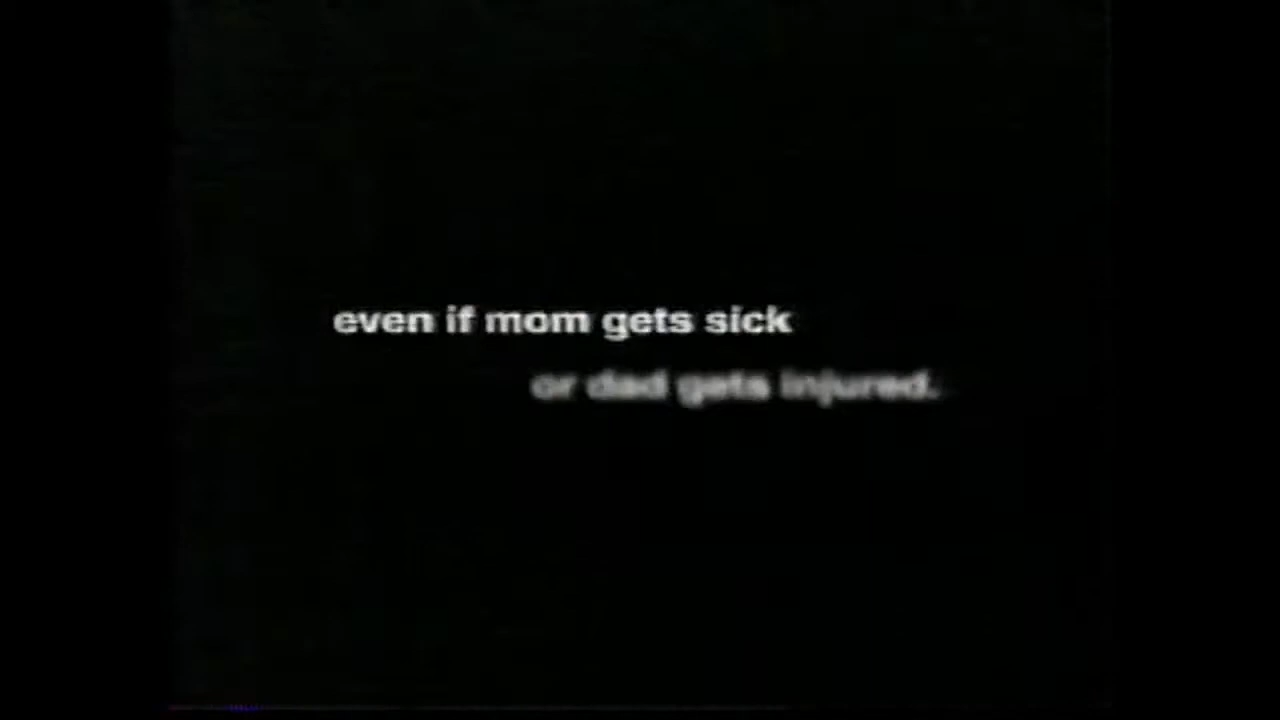 even if mom gets sick
or dad gets injured.